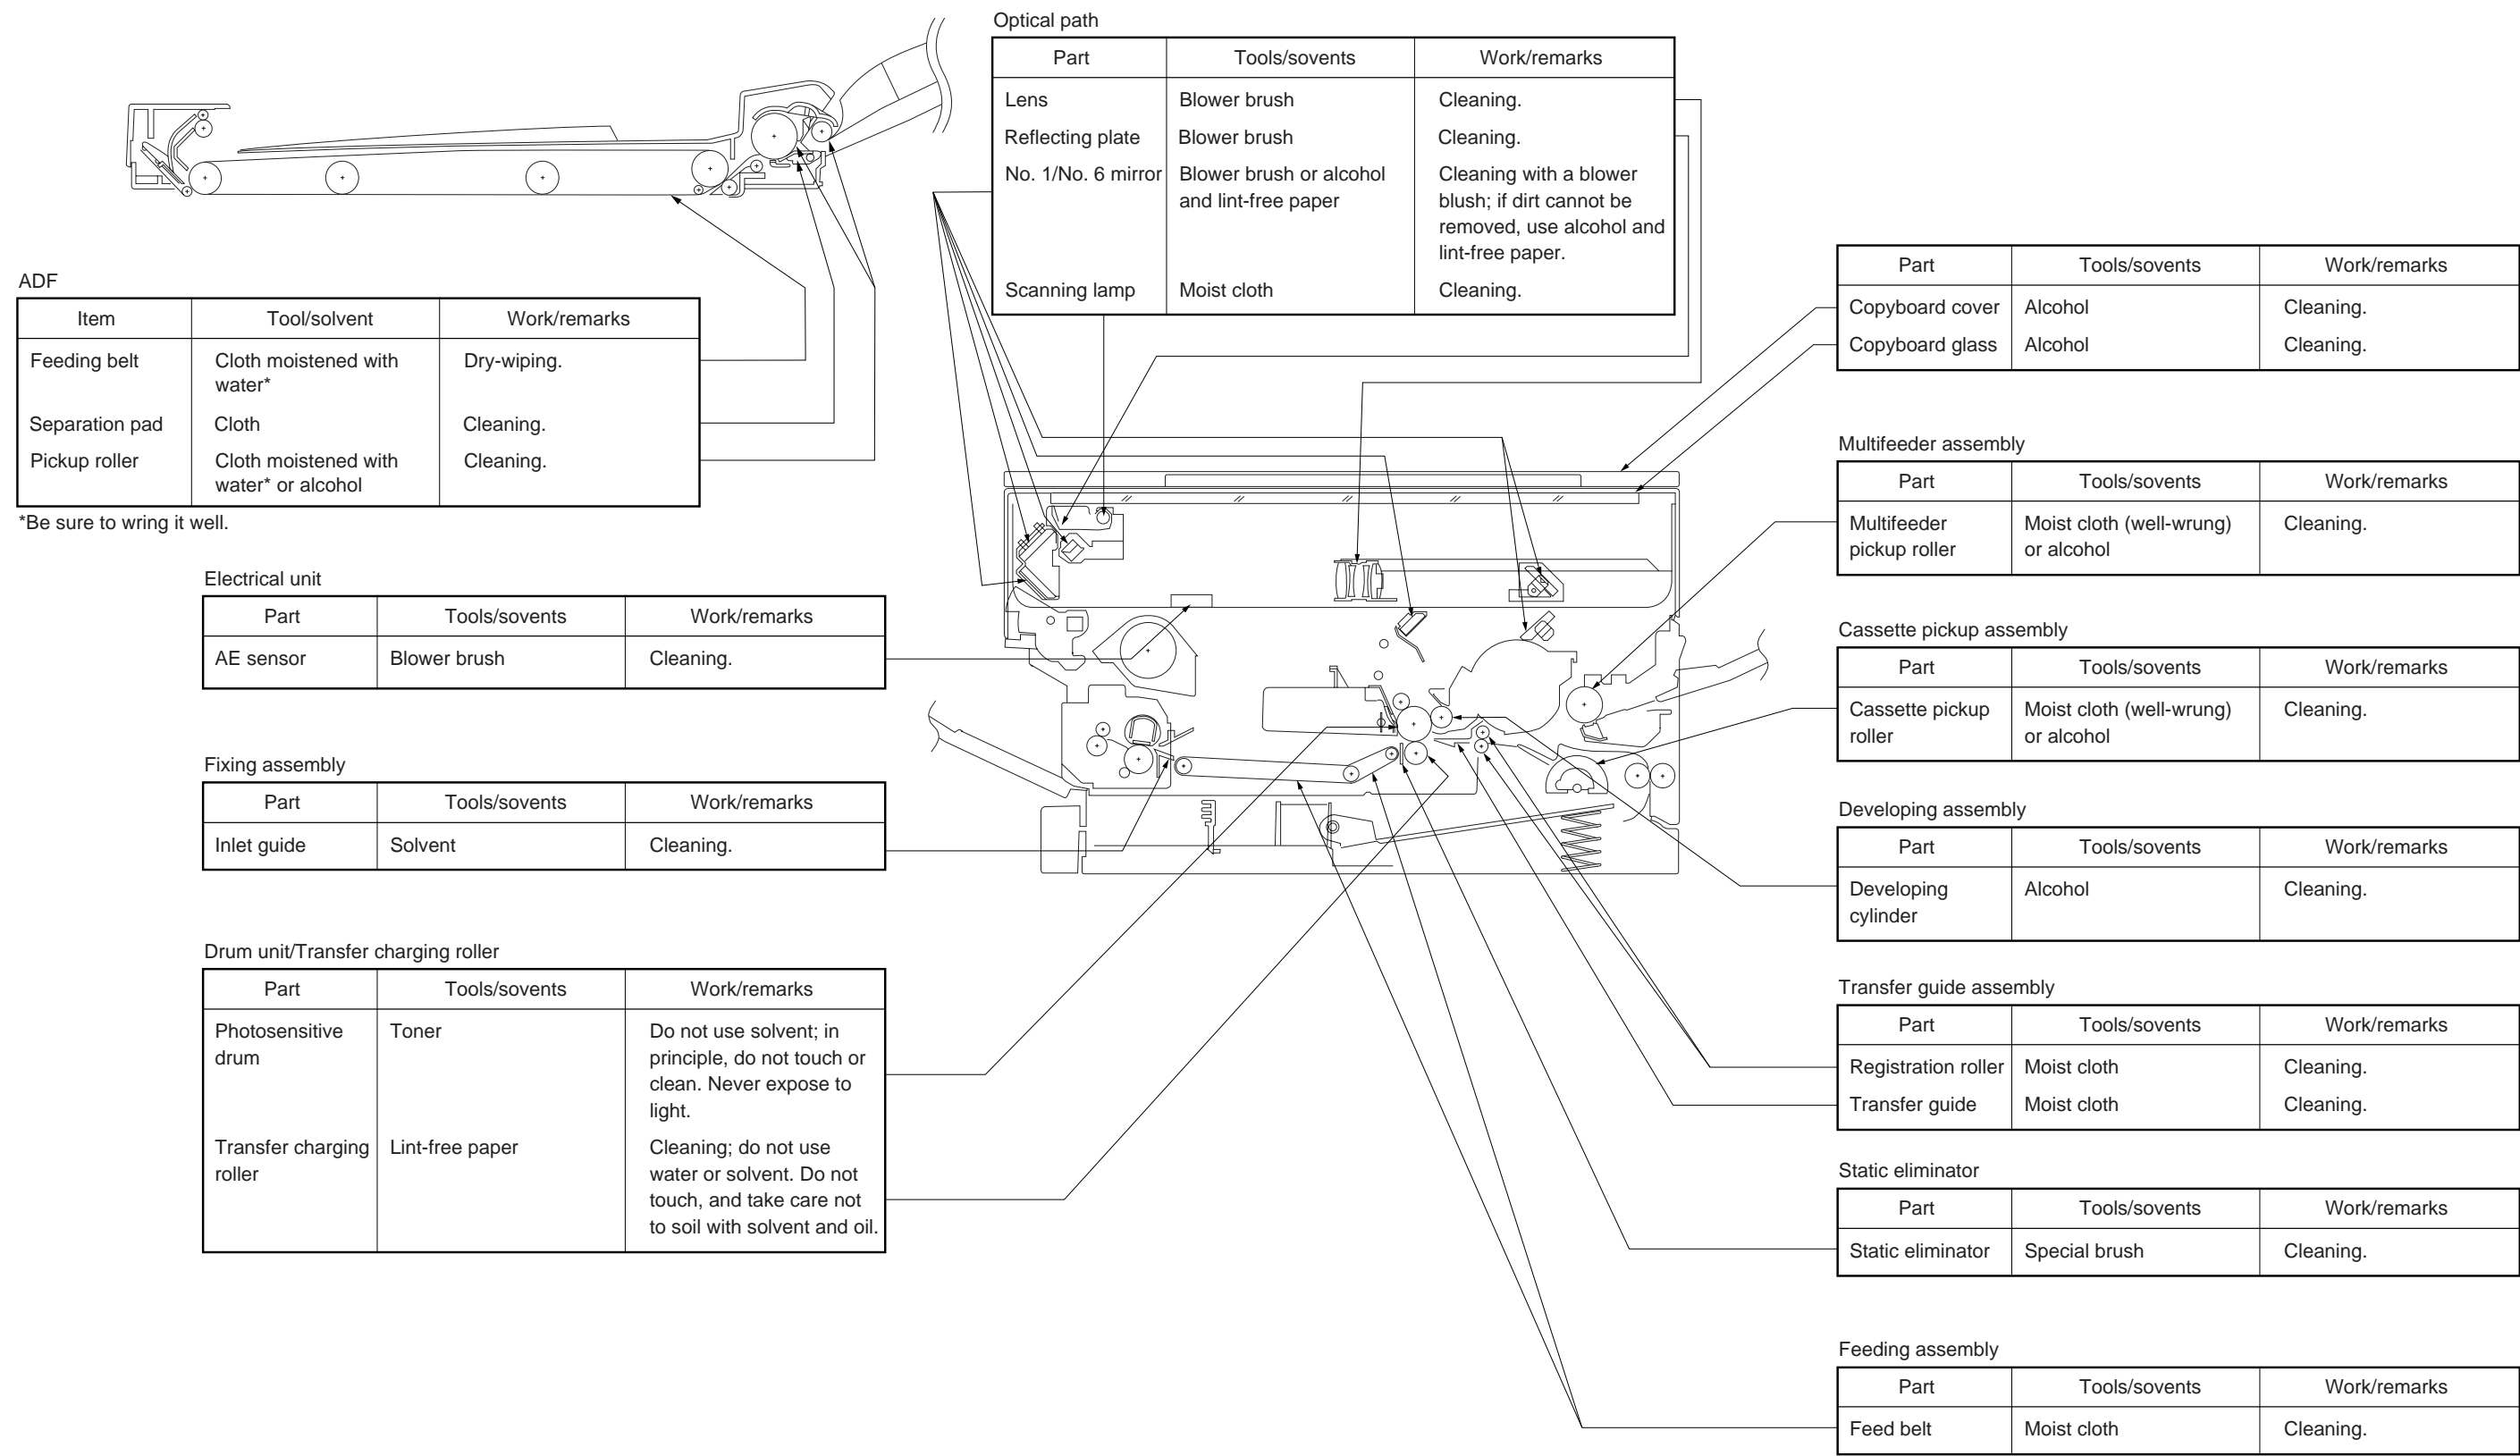 Optical path
Part Tools/sovents Work/remarks
Lens Blower brush Cleaning.
Reflecting plate Blower brush Cleaning.
No. 1/No. 6 mirror Blower brush or alcohol Cleaning with a blower
and lint-free paper blush; if dirt cannot be
removed, use alcohol and
lint-free paper.
Scanning lamp Moist cloth Cleaning.
ADF
Item Tool/solvent Work/remarks
Feeding belt Cloth moistened with Dry-wiping.
water*
Separation pad Cloth Cleaning.
Pickup roller Cloth moistened with Cleaning.
water* or alcohol
*Be sure to wring it well.
Electrical unit
Part Tools/sovents Work/remarks
AE sensor Blower brush Cleaning.
Fixing assembly
Part Tools/sovents Work/remarks
Inlet guide Solvent Cleaning.
Drum unit/Transfer charging roller
Part Tools/sovents Work/remarks
Photosensitive Toner Do not use solvent; in
drum principle, do not touch or
clean. Never expose to
light.
Transfer charging Lint-free paper Cleaning; do not use
roller water or solvent. Do not
touch, and take care not
to soil with solvent and oil.
Part Tools/sovents Work/remarks
Copyboard cover Alcohol Cleaning.
Copyboard glass Alcohol Cleaning.
Multifeeder assembly
Part Tools/sovents Work/remarks
Multifeeder Moist cloth (well-wrung) Cleaning.
pickup roller or alcohol
Cassette pickup assembly
Part Tools/sovents Work/remarks
Cassette pickup Moist cloth (well-wrung) Cleaning.
roller or alcohol
Developing assembly
Part Tools/sovents Work/remarks
Developing Alcohol Cleaning.
cylinder
Transfer guide assembly
Part Tools/sovents Work/remarks
Registration roller Moist cloth Cleaning.
Transfer guide Moist cloth Cleaning.
Static eliminator
Part Tools/sovents Work/remarks
Static eliminator Special brush Cleaning.
Feeding assembly
Part Tools/sovents Work/remarks
Feed belt Moist cloth Cleaning.